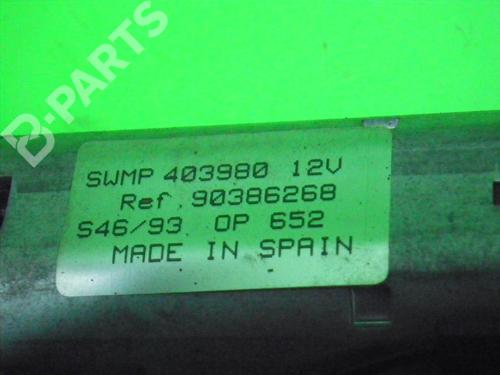 B-PARTS
SWMP 403980 12V
Ref 90386268
S46/93 OP 652
MADE IN SPAIN